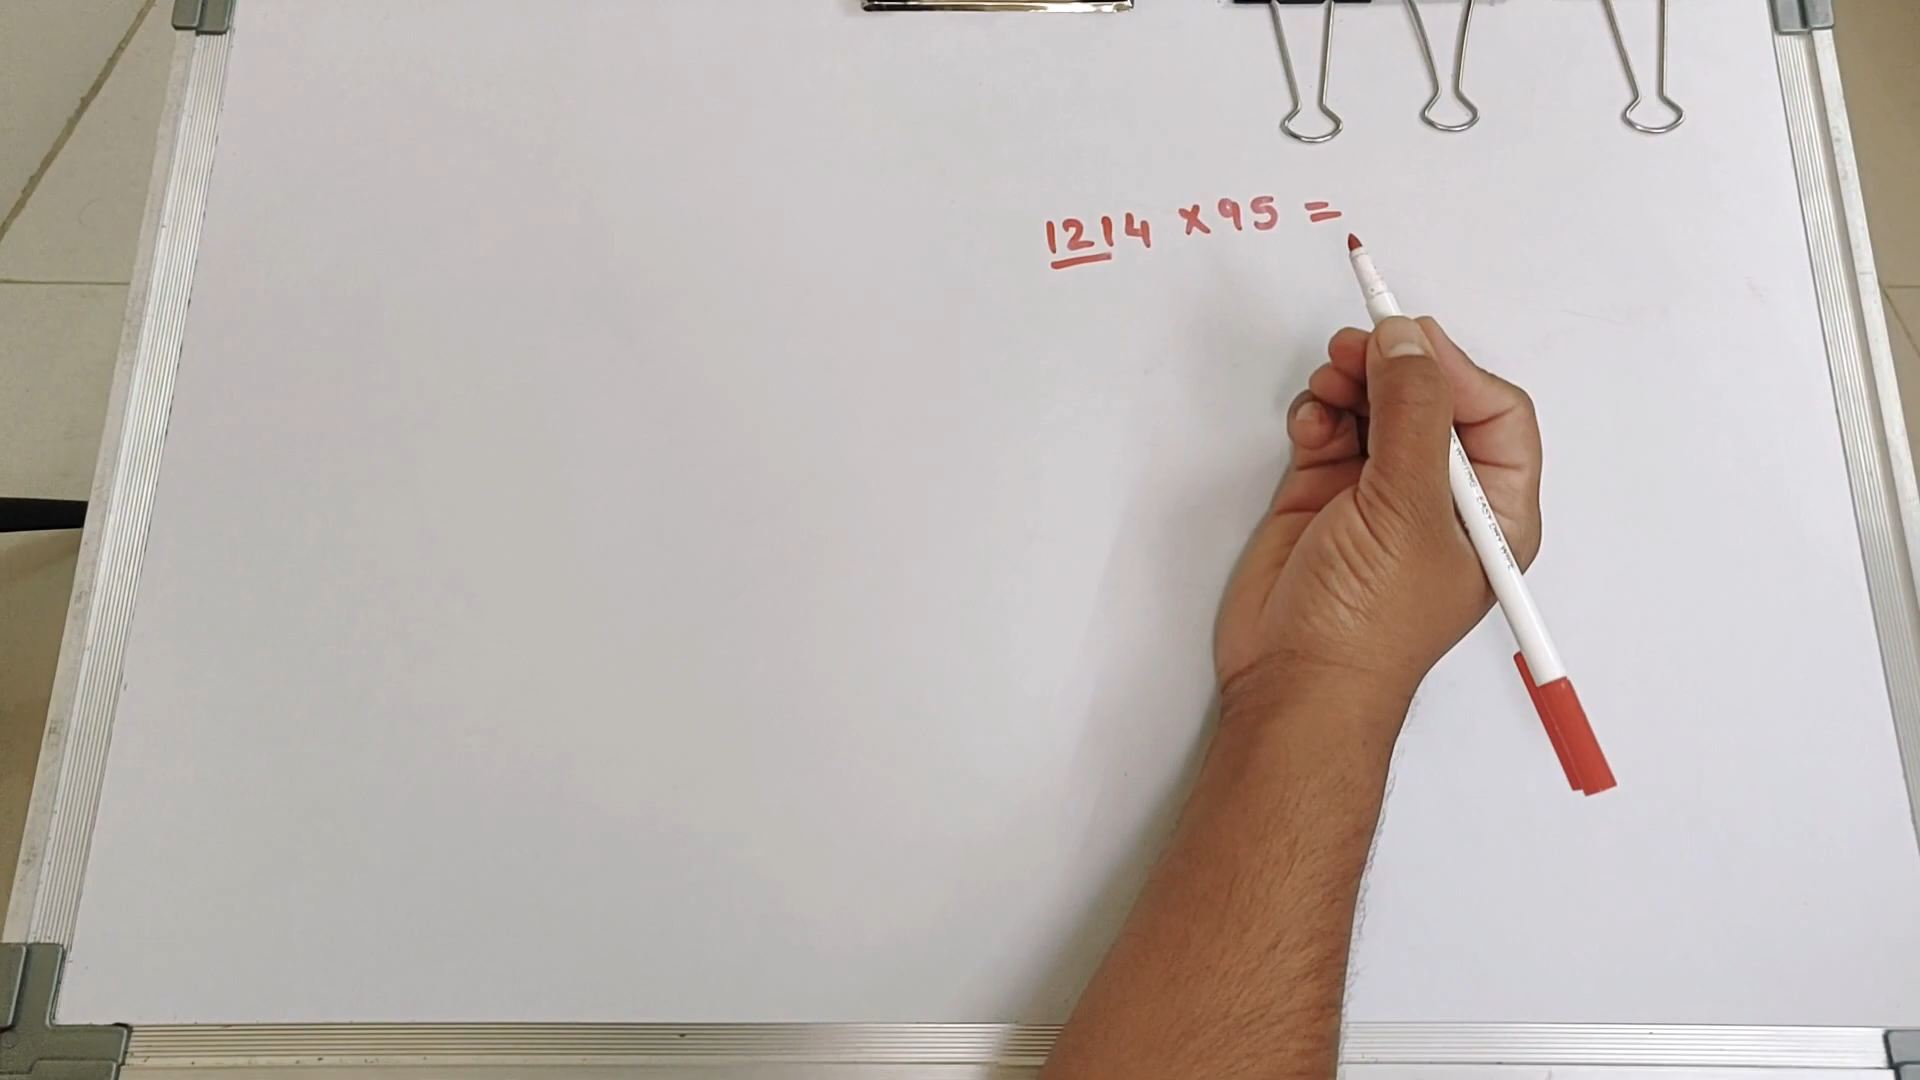 1214 × 95 =